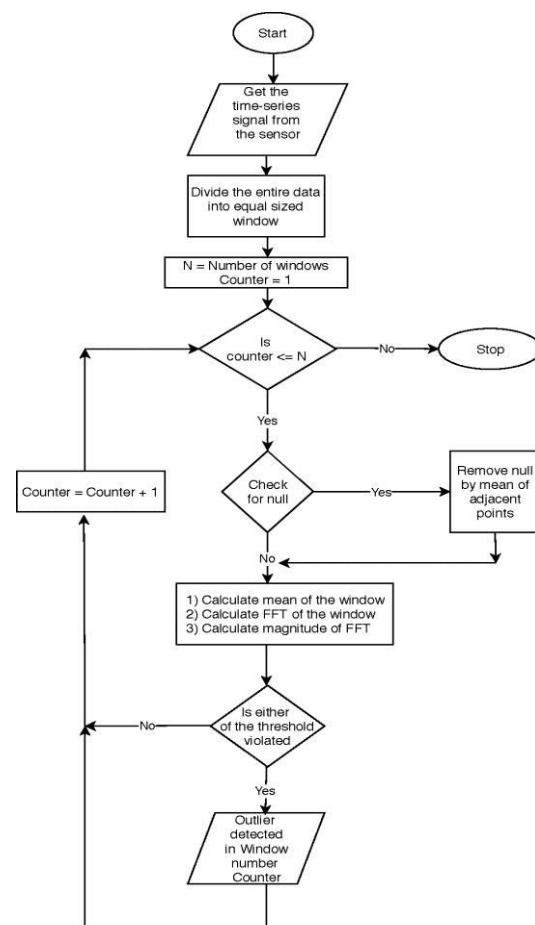 Start
Get the
time-series
signal from
the sensor
Divide the entire data
into equal sized
window
N = Number of windows
Counter = 1
Is
counter <= N
No
Stop
Yes
Counter = Counter + 1
Check
for null
Yes
Remove null
by mean of
adjacent
points
No
1) Calculate mean of the window
2) Calculate FFT of the window
3) Calculate magnitude of FFT
Is either
of the threshold
violated
No
Yes
Outlier
detected
in Window
number
Counter